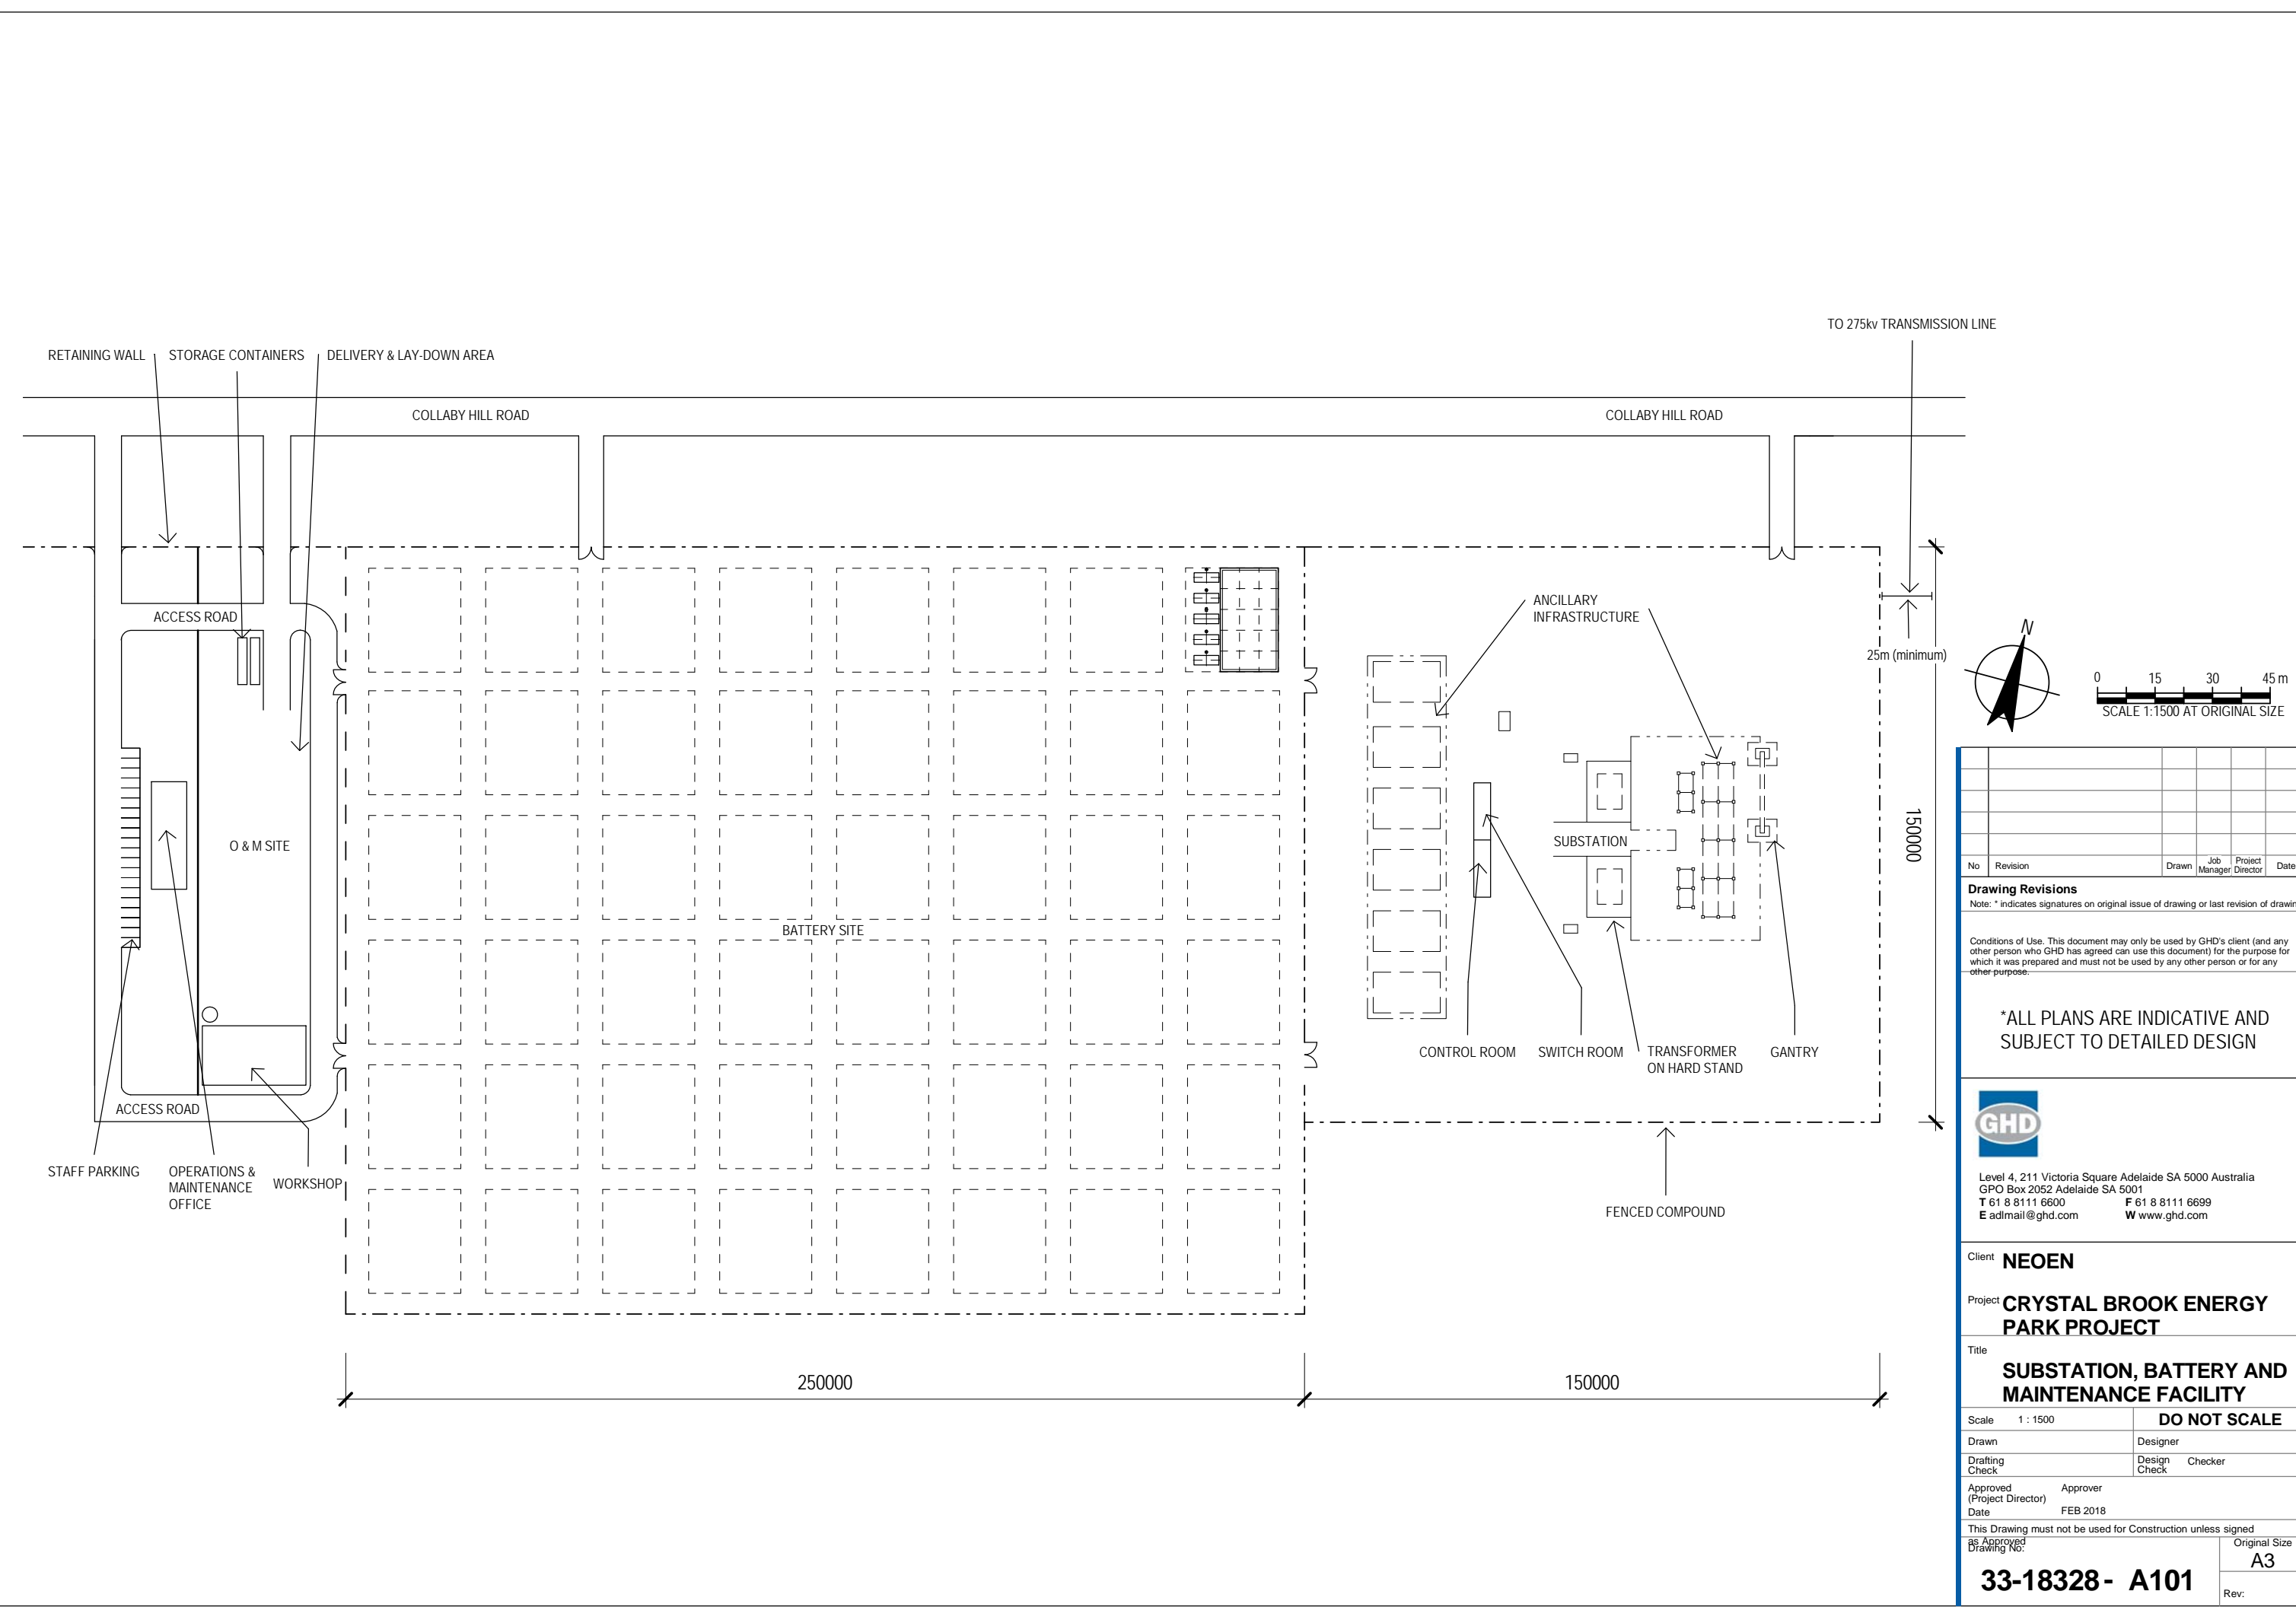 TO 275kv TRANSMISSION LINE
RETAINING WALL
STORAGE CONTAINERS
DELIVERY & LAY-DOWN AREA
COLLABY HILL ROAD
COLLABY HILL ROAD
ACCESS ROAD
ANCILLARY
INFRASTRUCTURE
25m (minimum)
150000
O & M SITE
SUBSTATION
BATTERY SITE
CONTROL ROOM
SWITCH ROOM
TRANSFORMER
ON HARD STAND
GANTRY
ACCESS ROAD
STAFF PARKING
OPERATIONS &
MAINTENANCE
OFFICE
WORKSHOP
FENCED COMPOUND
250000
150000
N
0 15 30 45 m
SCALE 1:1500 AT ORIGINAL SIZE
No Revision Drawn Job Manager Project Director Date
Drawing Revisions
Note: * indicates signatures on original issue of drawing or last revision of drawin
Conditions of Use. This document may only be used by GHD's client (and any
other person who GHD has agreed can use this document) for the purpose for
which it was prepared and must not be used by any other person or for any
other purpose.
*ALL PLANS ARE INDICATIVE AND
SUBJECT TO DETAILED DESIGN
GHD
Level 4, 211 Victoria Square Adelaide SA 5000 Australia
GPO Box 2052 Adelaide SA 5001
T 61 8 8111 6600 F 61 8 8111 6699
E adlmail@ghd.com W www.ghd.com
Client NEOEN
Project CRYSTAL BROOK ENERGY
PARK PROJECT
Title
SUBSTATION, BATTERY AND
MAINTENANCE FACILITY
Scale 1 : 1500 DO NOT SCALE
Drawn Designer
Drafting
Check
Design
Check
Checker
Approved
(Project Director)
Approver
Date FEB 2018
This Drawing must not be used for Construction unless signed
as Approved
Drawing No:
Original Size
A3
33-18328 - A101
Rev: